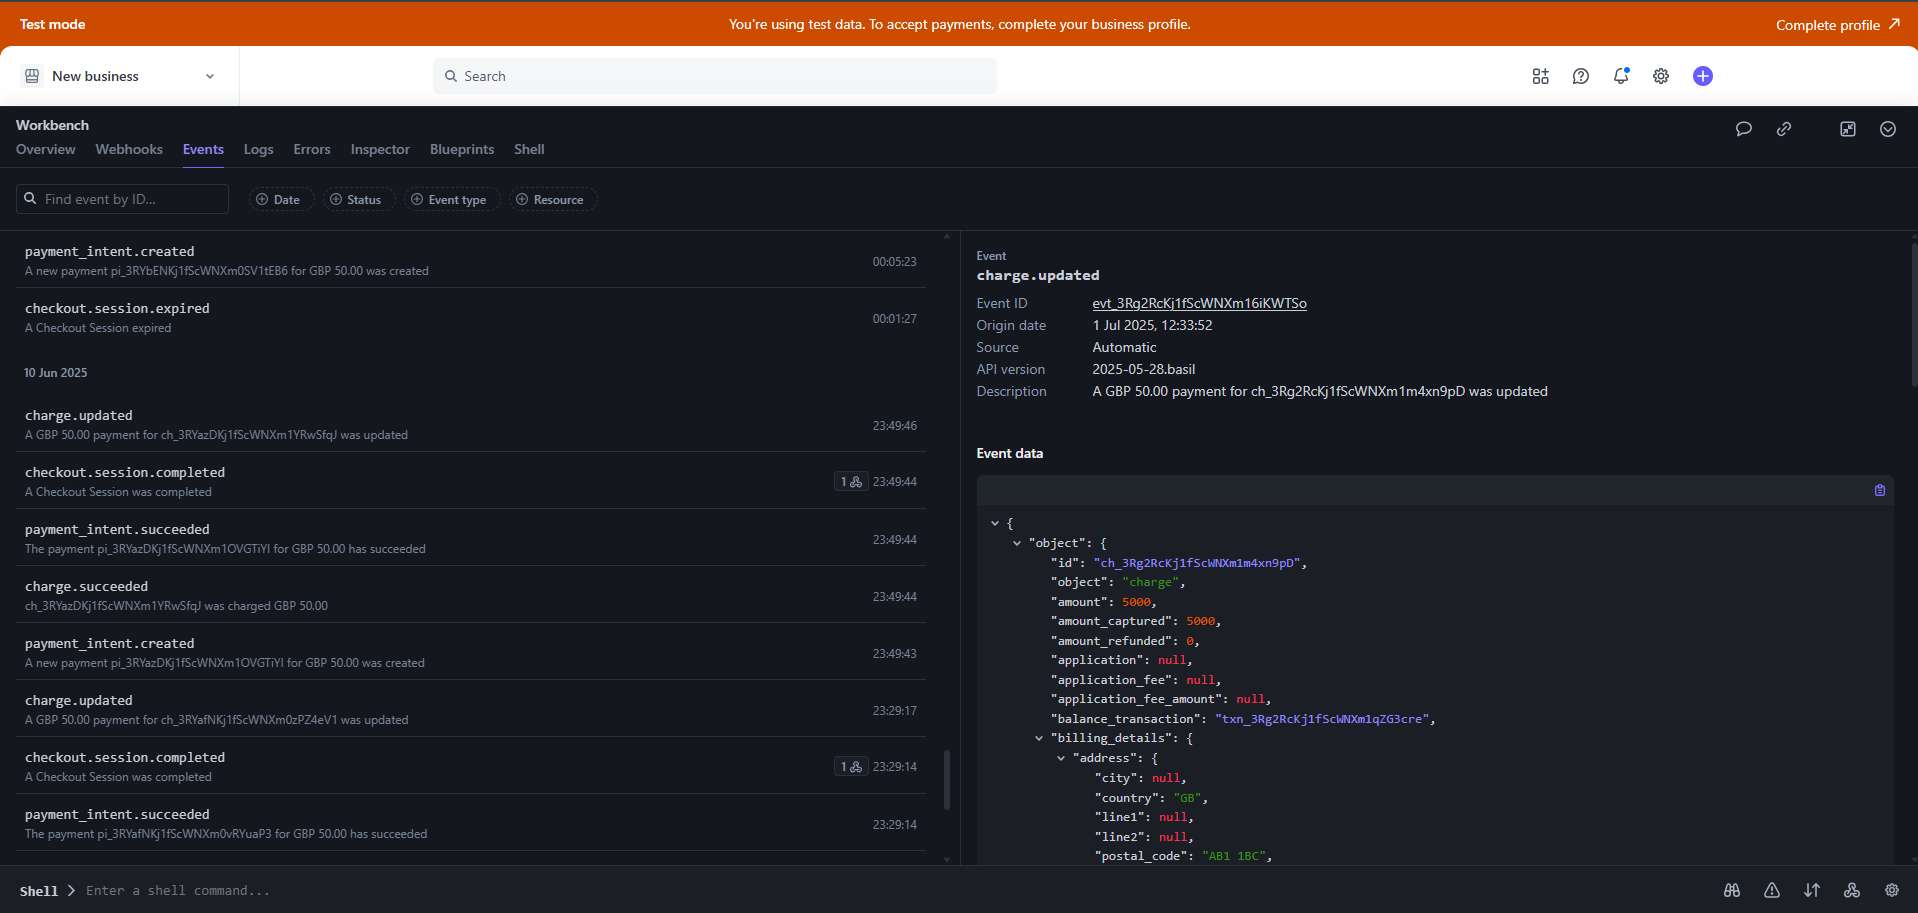 Test mode
You're using test data. To accept payments, complete your business profile.
Complete profile
New business
Search
Workbench
Overview Webhooks Events Logs Errors Inspector Blueprints Shell
Find event by ID...
Date Status Event type Resource
payment_intent.created
A new payment pi_3RYbENKj1fScWNXm0SV1tEB6 for GBP 50.00 was created
00:05:23
checkout.session.expired
A Checkout Session expired
00:01:27
10 Jun 2025
charge.updated
A GBP 50.00 payment for ch_3RYazDKj1fScWNXm1YRwSfqJ was updated
23:49:46
checkout.session.completed
A Checkout Session was completed
1 23:49:44
payment_intent.succeeded
The payment pi_3RYazDKj1fScWNXm1OVGTiYI for GBP 50.00 has succeeded
23:49:44
charge.succeeded
ch_3RYazDKj1fScWNXm1YRwSfqJ was charged GBP 50.00
23:49:44
payment_intent.created
A new payment pi_3RYazDKj1fScWNXm1OVGTiYI for GBP 50.00 was created
23:49:43
charge.updated
A GBP 50.00 payment for ch_3RYafNKj1fScWNXm0zPZ4eV1 was updated
23:29:17
checkout.session.completed
A Checkout Session was completed
1 23:29:14
payment_intent.succeeded
The payment pi_3RYafNKj1fScWNXm0vRYuaP3 for GBP 50.00 has succeeded
23:29:14
Event
charge.updated
Event ID evt_3Rg2RcKj1fScWNXm16iKWTSo
Origin date 1 Jul 2025, 12:33:52
Source Automatic
API version 2025-05-28.basil
Description A GBP 50.00 payment for ch_3Rg2RcKj1fScWNXm1m4xn9pD was updated
Event data
{
"object": {
"id": "ch_3Rg2RcKj1fScWNXm1m4xn9pD",
"object": "charge",
"amount": 5000,
"amount_captured": 5000,
"amount_refunded": 0,
"application": null,
"application_fee": null,
"application_fee_amount": null,
"balance_transaction": "txn_3Rg2RcKj1fScWNXm1qZG3cre",
"billing_details": {
"address": {
"city": null,
"country": "GB",
"line1": null,
"line2": null,
"postal_code": "AB1 1BC",
Shell Enter a shell command...